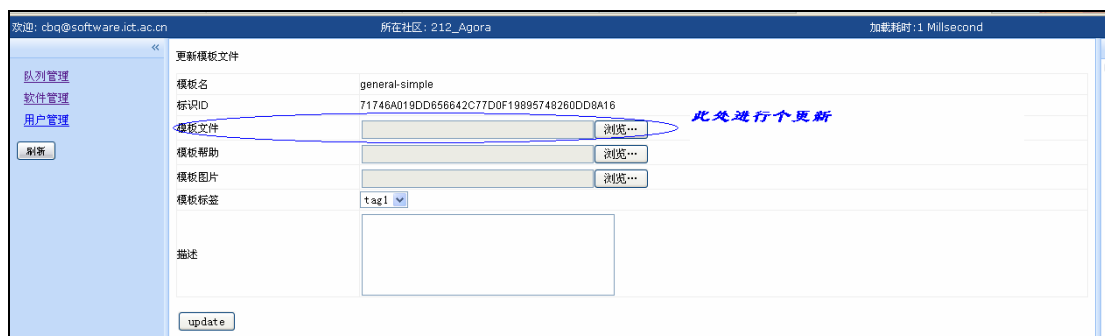 欢迎: cbq@software.ict.ac.cn 所在社区: 212_Agora 加载耗时:1 Millsecond
«
更新模板文件
队列管理
软件管理
用户管理
刷新
模板名 general-simple
标识ID 71746A019DD656642C77D0F19895748260DD8A16
模板文件 浏览… 此处进行个更新
模板帮助 浏览…
模板图片 浏览…
模板标签 tag1
描述
update